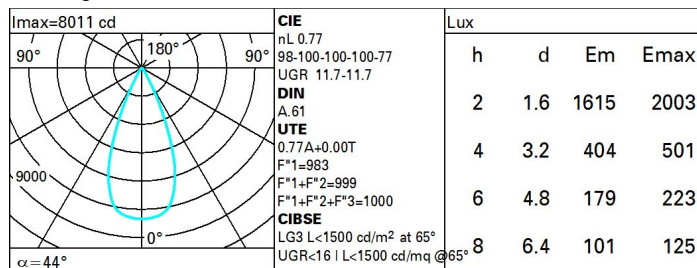 Imax=8011 cd
90°
180°
90°
9000
0°
α=44°
CIE
nL 0.77
98-100-100-100-77
UGR 11.7-11.7
DIN
A.61
UTE
0.77A+0.00T
F"1=983
F"1+F"2=999
F"1+F"2+F"3=1000
CIBSE
LG3 L<1500 cd/m² at 65°
UGR<16 | L<1500 cd/mq @65°
Lux
h d Em Emax
2 1.6 1615 2003
4 3.2 404 501
6 4.8 179 223
8 6.4 101 125